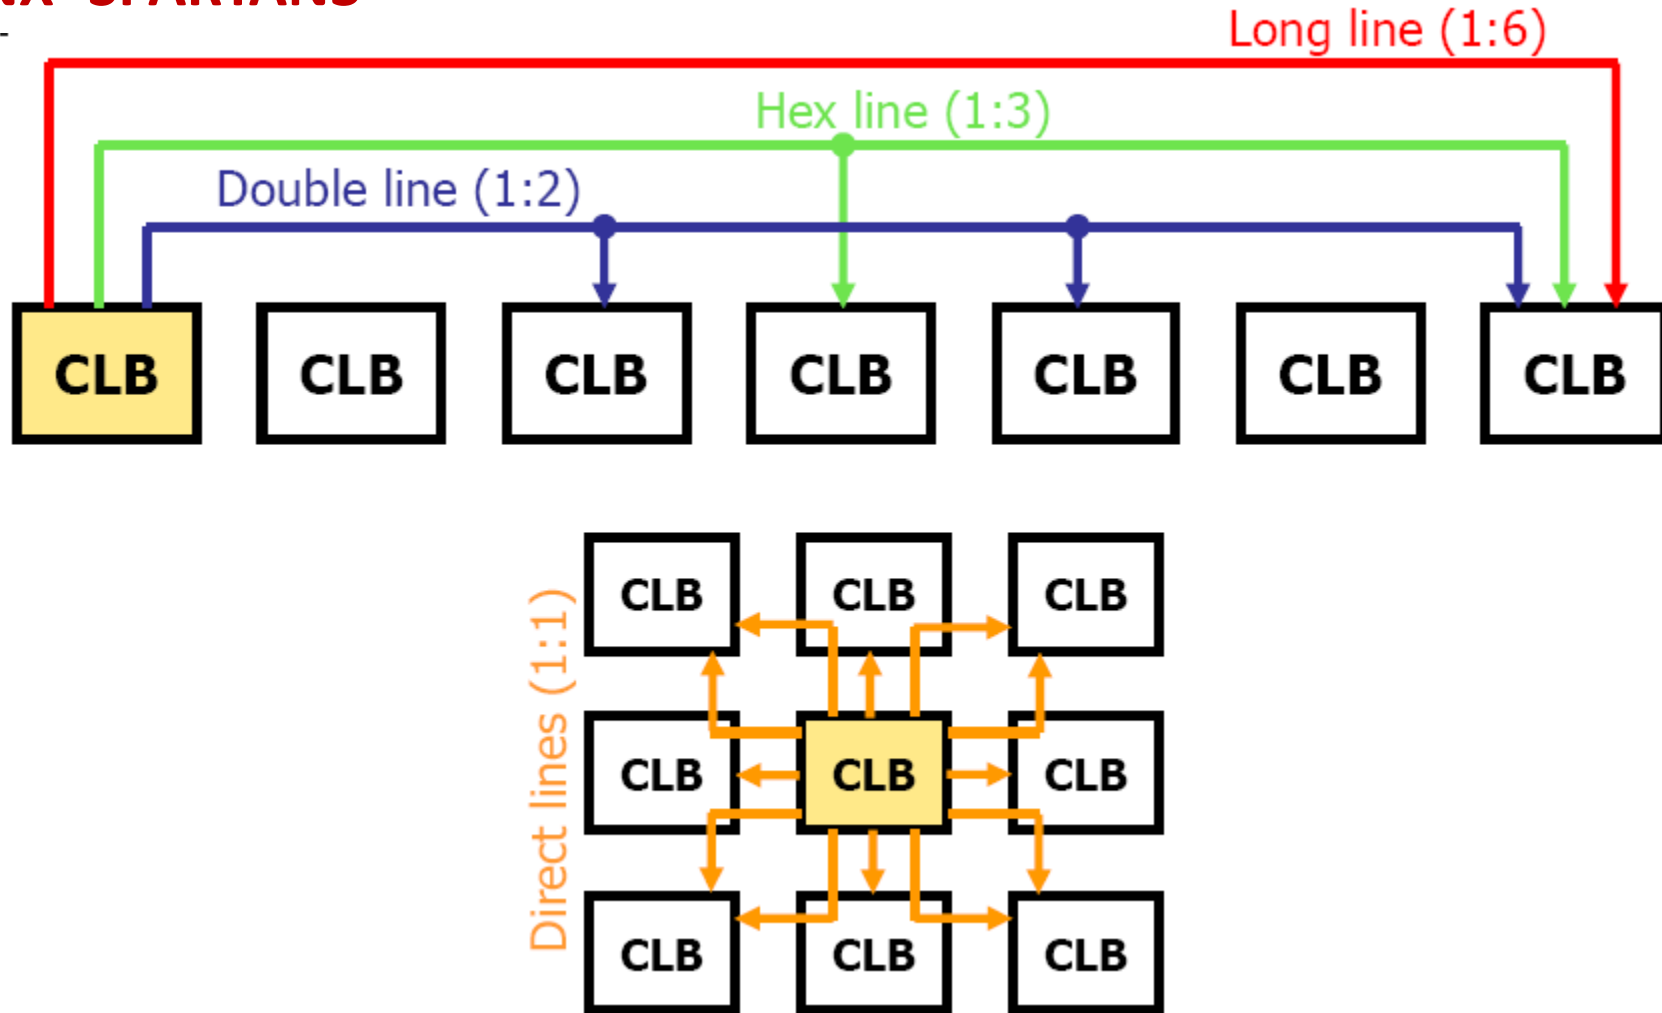 SPARTANS
-
Long line (1:6)
Hex line (1:3)
Double line (1:2)
CLB CLB CLB CLB CLB CLB CLB
Direct lines (1:1)
CLB CLB CLB
CLB CLB CLB
CLB CLB CLB